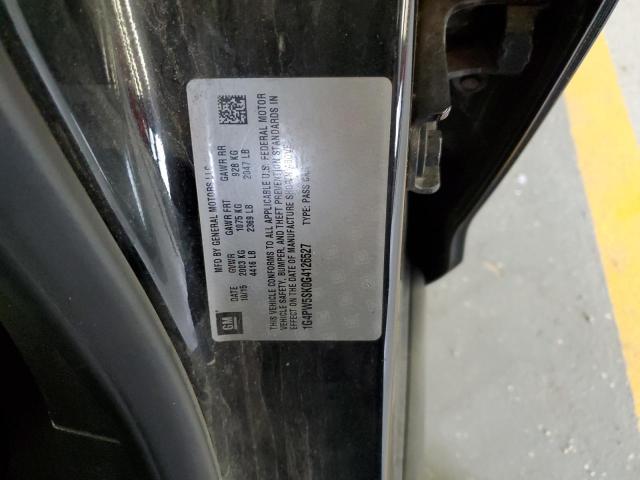 MFD BY GENERAL MOTORS LLC
DATE GVWR GAWR FRT GAWR RR
10/15 2003 KG 1075 KG 928 KG
4416 LB 2369 LB 2047 LB
GM
THIS VEHICLE CONFORMS TO ALL APPLICABLE U.S. FEDERAL MOTOR
VEHICLE SAFETY, BUMPER, AND THEFT PREVENTION STANDARDS IN
EFFECT ON THE DATE OF MANUFACTURE SHOWN ABOVE.
1G4PW5SK0G4126527 TYPE: PASS CAR